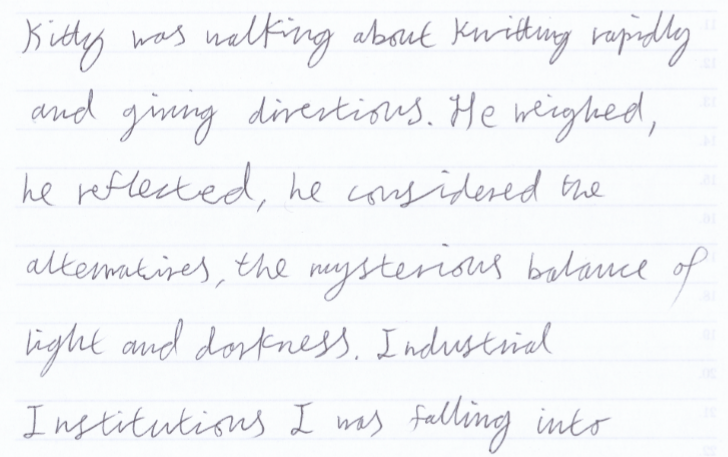 Kitty was walking about knitting rapidly
and giving directions. He weighed,
he reflected, he considered the
alternatives, the mysterious balance of
light and darkness. Industrial
Institutions I was falling into